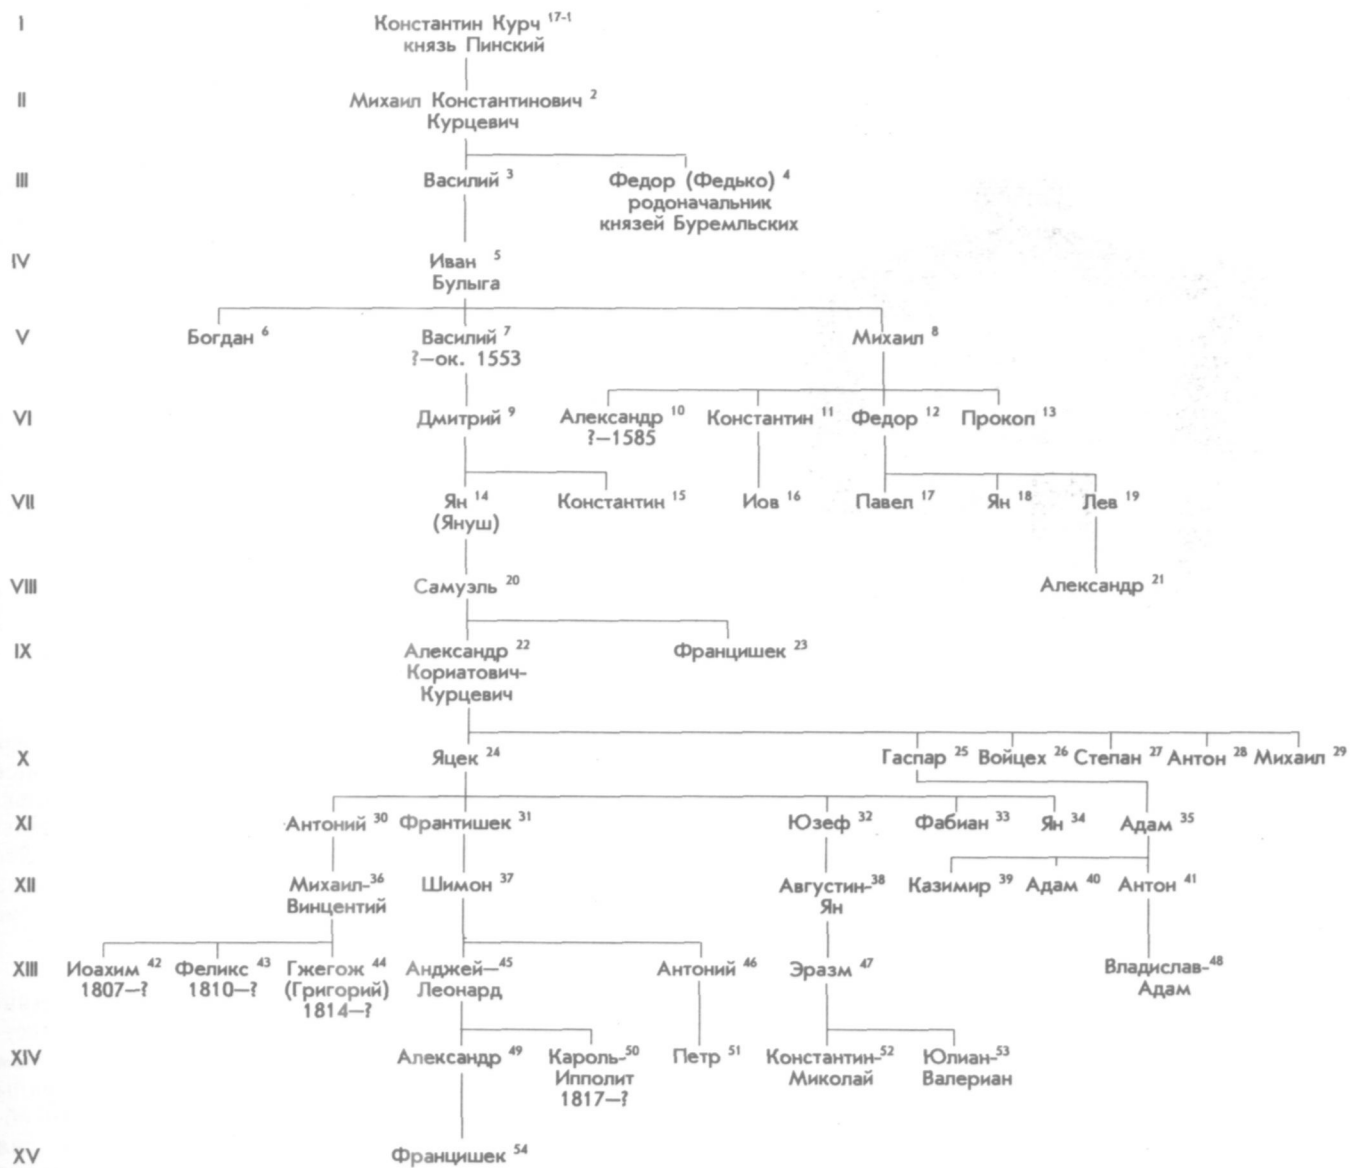 I
Константин Курч 17-1
князь Пинский
II
Михаил Константинович 2
Курцевич
III
Василий 3
Федор (Федько) 4
родоначальник
князей Буремльских
IV
Иван 5
Булыга
V
Богдан 6
Василий 7
?—ок. 1553
Михаил 8
VI
Дмитрий 9
Александр 10
?—1585
Константин 11
Федор 12
Прокоп 13
VII
Ян 14
(Януш)
Константин 15
Иов 16
Павел 17
Ян 18
Лев 19
VIII
Самуэль 20
Александр 21
IX
Александр 22
Кориатович-
Курцевич
Францишек 23
X
Яцек 24
Гаспар 25
Войцех 26
Степан 27
Антон 28
Михаил 29
XI
Антоний 30
Франтишек 31
Юзеф 32
Фабиан 33
Ян 34
Адам 35
XII
Михаил-36
Винцентий
Шимон 37
Августин-38
Ян
Казимир 39
Адам 40
Антон 41
XIII
Иоахим 42
1807—?
Феликс 43
1810—?
Гжегож 44
(Григорий)
1814—?
Анджей—45
Леонард
Антоний 46
Эразм 47
Владислав-48
Адам
XIV
Александр 49
Кароль-50
Ипполит
1817—?
Петр 51
Константин-52
Миколай
Юлиан-53
Валериан
XV
Францишек 54